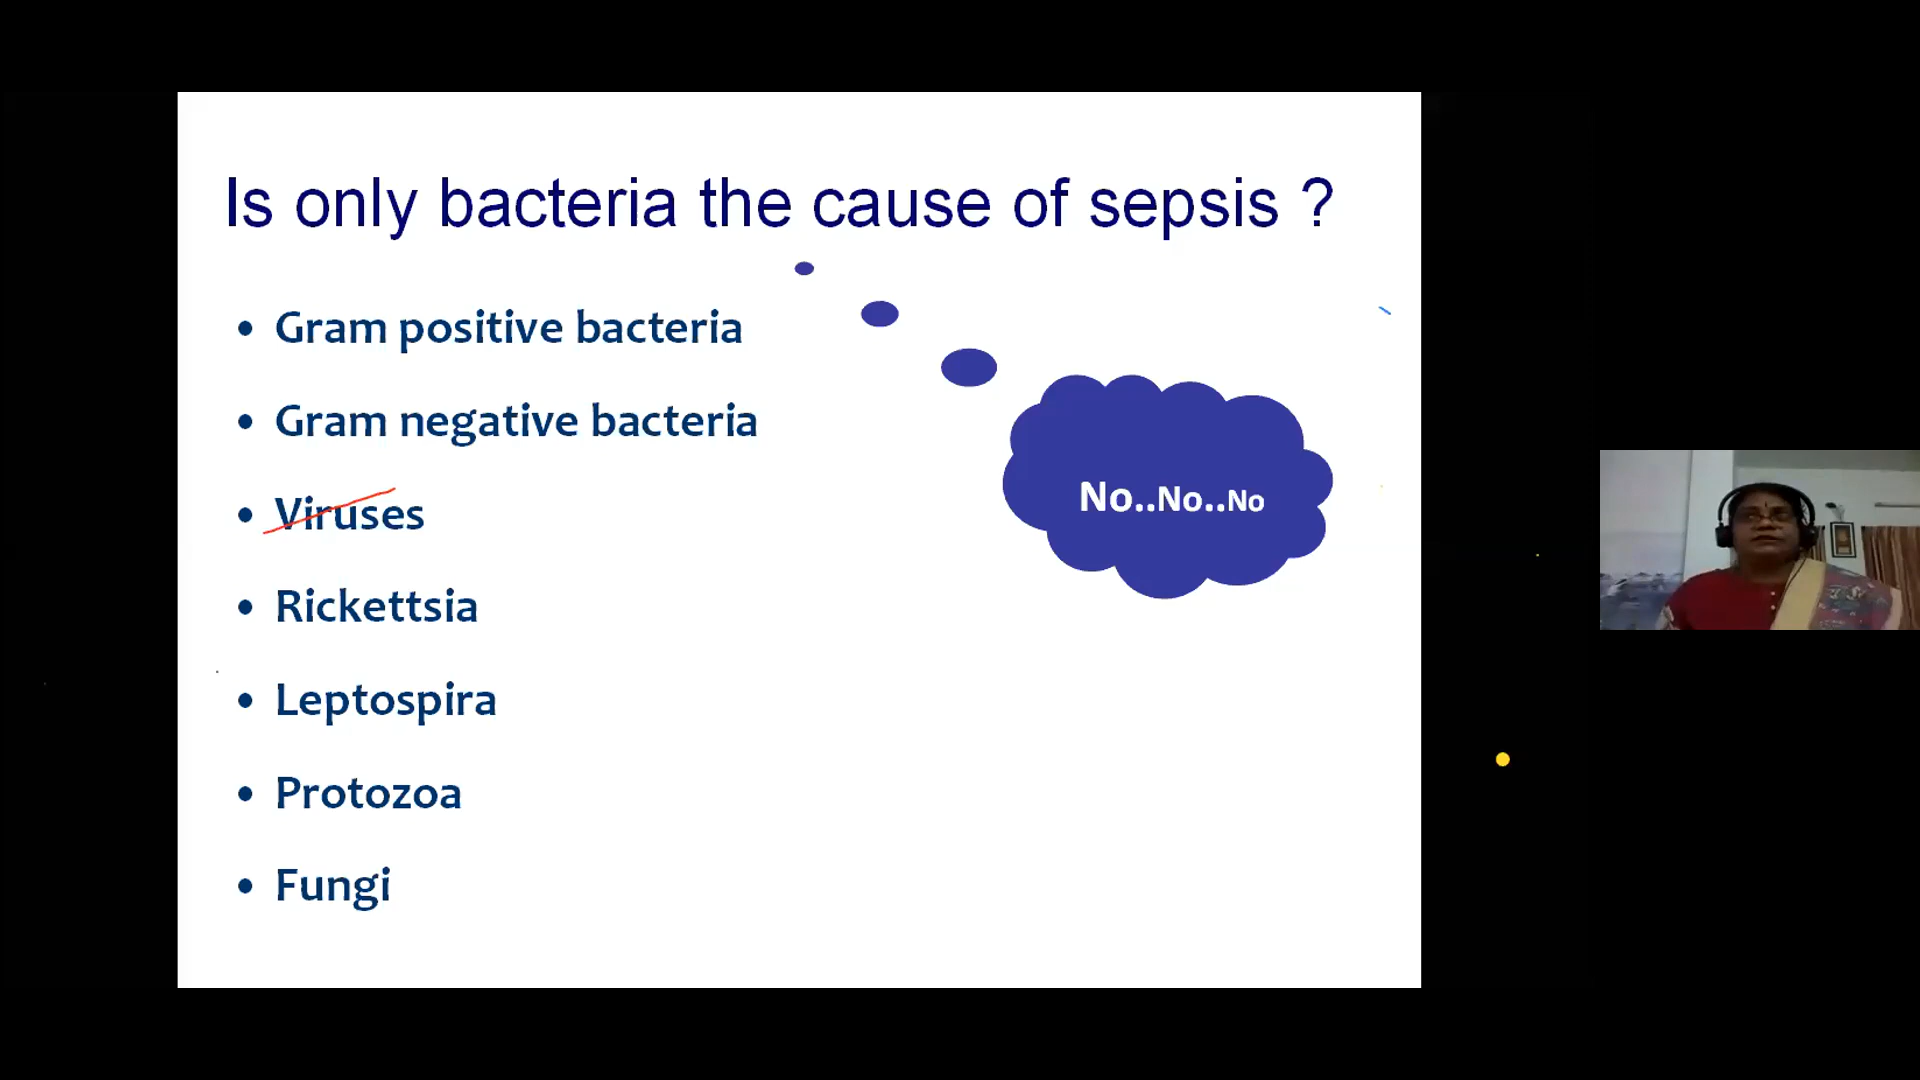 Is only bacteria the cause of sepsis ?
• Gram positive bacteria
• Gram negative bacteria
• Viruses
• Rickettsia
• Leptospira
• Protozoa
• Fungi
No..No..No